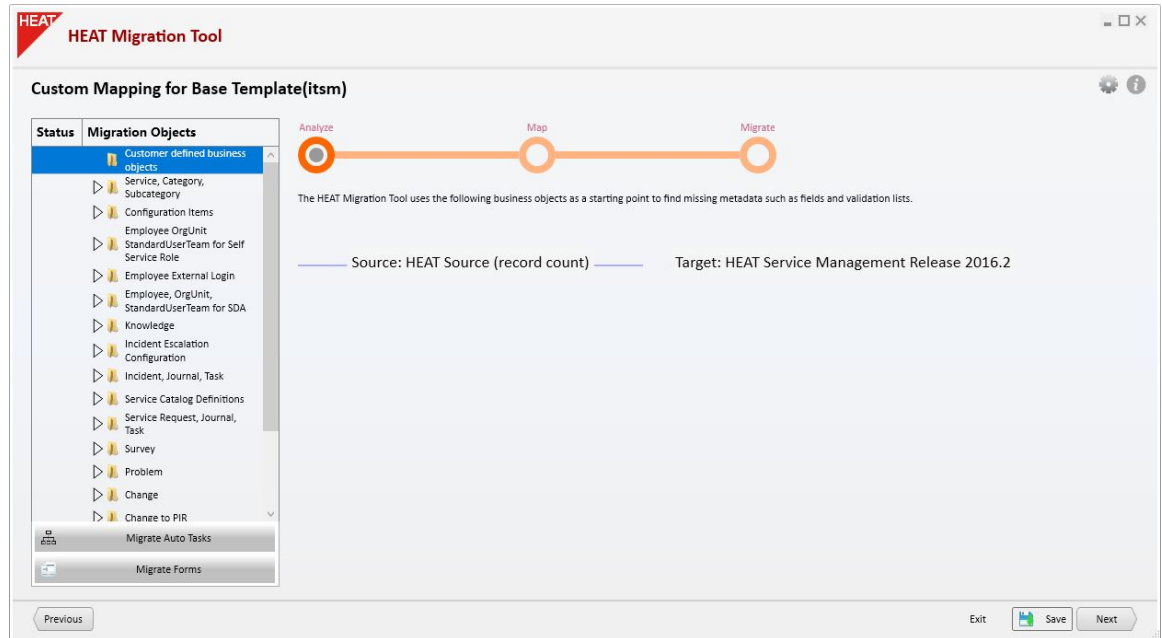 HEAT
HEAT Migration Tool
Custom Mapping for Base Template(itsm)
Status Migration Objects
Customer defined business
objects
Service, Category,
Subcategory
Configuration Items
Employee OrgUnit
StandardUserTeam for Self
Service Role
Employee External Login
Employee, OrgUnit,
StandardUserTeam for SDA
Knowledge
Incident Escalation
Configuration
Incident, Journal, Task
Service Catalog Definitions
Service Request, Journal,
Task
Survey
Problem
Change
Change to PIR
Migrate Auto Tasks
Migrate Forms
Analyze Map Migrate
The HEAT Migration Tool uses the following business objects as a starting point to find missing metadata such as fields and validation lists.
Source: HEAT Source (record count) Target: HEAT Service Management Release 2016.2
Previous Exit Save Next